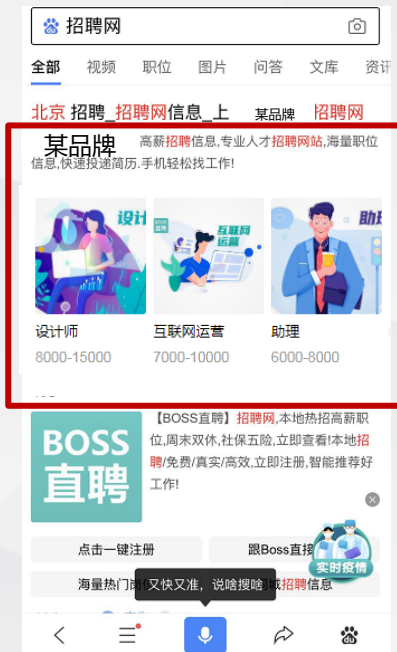 招聘网
全部 视频 职位 图片 问答 文库 资讯
北京 招聘_招聘网信息_上 某品牌 招聘网
某品牌 高薪招聘信息,专业人才招聘网站,海量职位
信息,快速投递简历.手机轻松找工作!
设计
直聘
互联网
运营
助理
设计师 互联网运营 助理
8000-15000 7000-10000 6000-8000
BOSS
直聘
【BOSS直聘】招聘网,本地热招高薪职
位,周末双休,社保五险,立即查看!本地招
聘/免费/真实/高效,立即注册,智能推荐好
工作!
点击一键注册 跟Boss直接
实时疫情
海量热门岗 招聘信息
又快又准，说啥搜啥
du